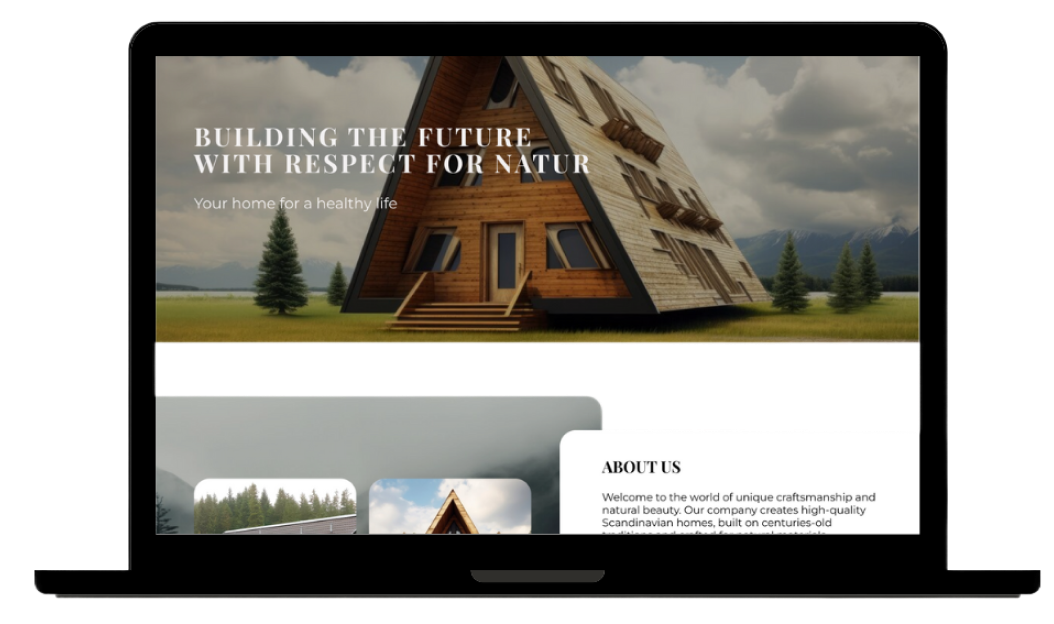 BUILDING THE FUTURE
WITH RESPECT FOR NATUR
Your home for a healthy life
ABOUT US
Welcome to the world of unique craftsmanship and
natural beauty. Our company creates high-quality
Scandinavian homes, built on centuries-old